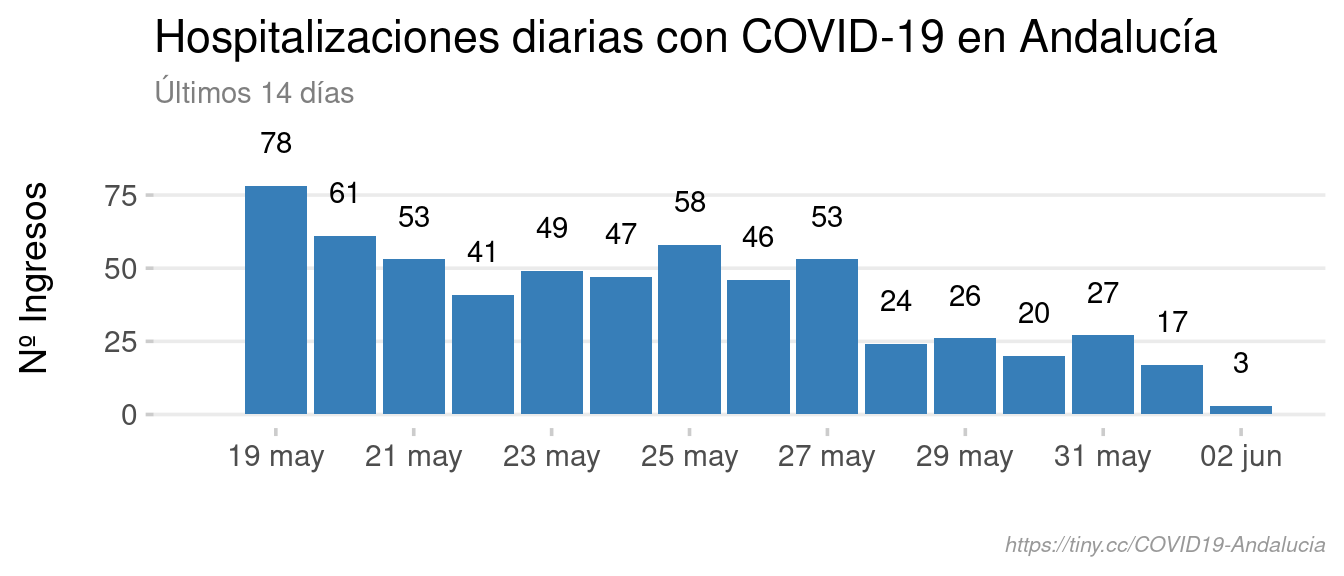 Hospitalizaciones diarias con COVID-19 en Andalucía
Últimos 14 días
Nº Ingresos
75
50
25
0
78
61
53
41
49
47
58
46
53
24
26
20
27
17
3
19 may
21 may
23 may
25 may
27 may
29 may
31 may
02 jun
https://tiny.cc/COVID19-Andalucia